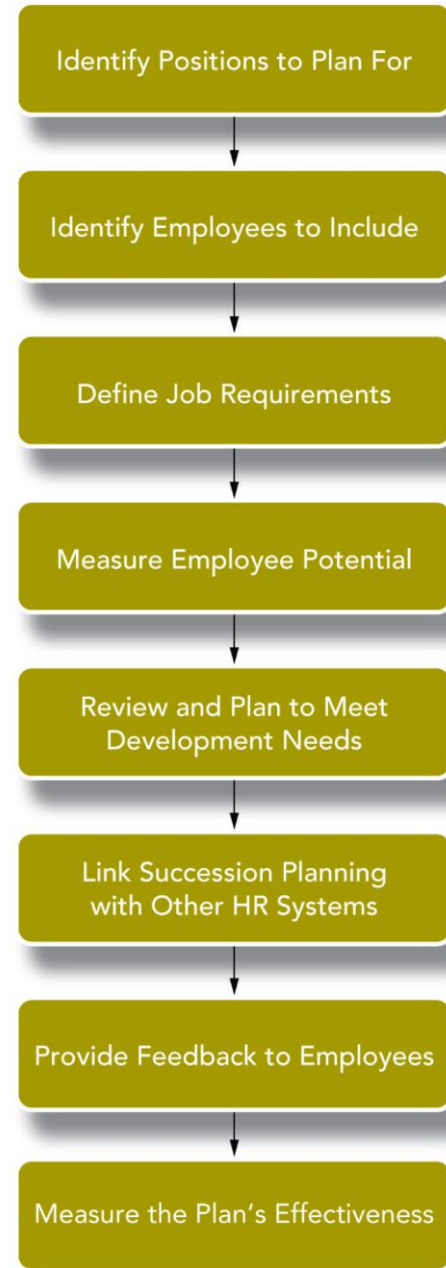 Identify Positions to Plan For
Identify Employees to Include
Define Job Requirements
Measure Employee Potential
Review and Plan to Meet
Development Needs
Link Succession Planning
with Other HR Systems
Provide Feedback to Employees
Measure the Plan’s Effectiveness